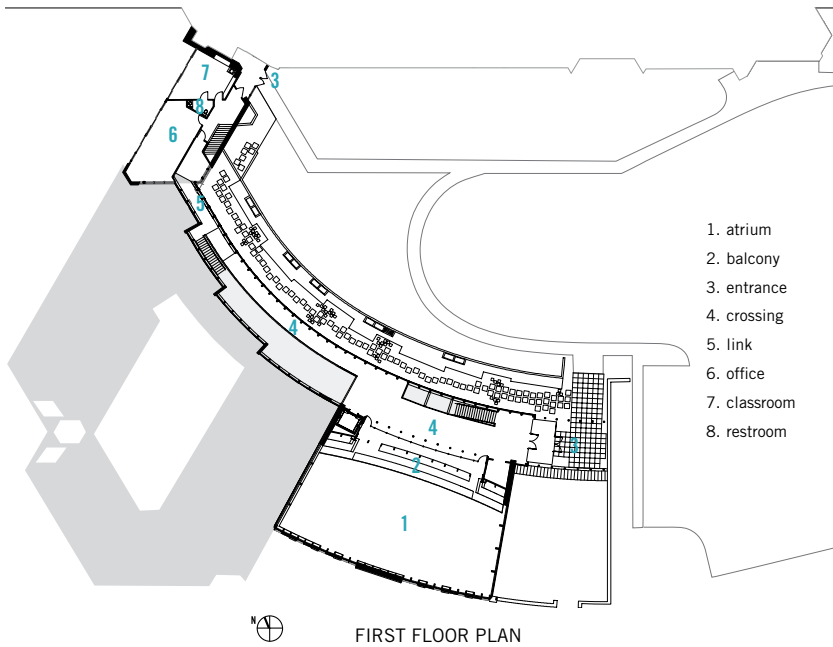 7
3
8
6
5
1. atrium
2. balcony
3. entrance
4. crossing
5. link
6. office
7. classroom
8. restroom
4
4
3
2
1
N
FIRST FLOOR PLAN